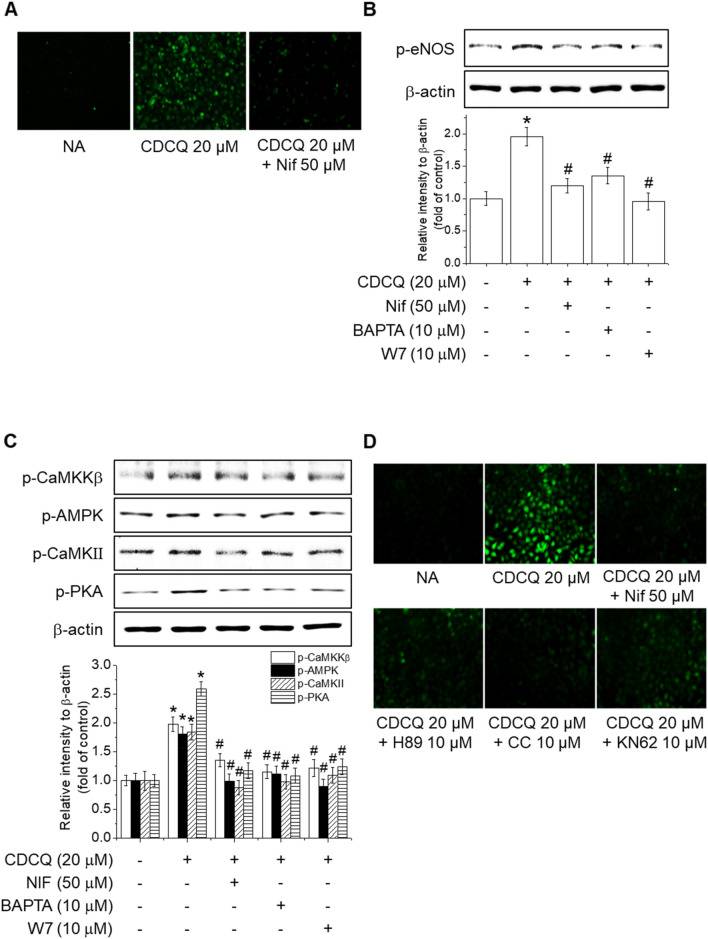 A
NA
CDCQ 20 μM
CDCQ 20 μM
+ Nif 50 μM
B
p-eNOS
β-actin
Relative intensity to β-actin
(fold of control)
2.0
1.5
1.0
0.5
0.0
*
#
#
#
CDCQ (20 μM) - + + + +
Nif (50 μM) - - + - -
BAPTA (10 μM) - - - + -
W7 (10 μM) - - - - +
C
p-CaMKKβ
p-AMPK
p-CaMKII
p-PKA
β-actin
Relative intensity to β-actin
(fold of control)
3.0
2.5
2.0
1.5
1.0
0.5
0.0
p-CaMKKβ
p-AMPK
p-CaMKII
p-PKA
* * * *
# # # #
# # # #
# # # #
CDCQ (20 μM) - + + + +
NIF (50 μM) - - + - -
BAPTA (10 μM) - - - + -
W7 (10 μM) - - - - +
D
NA
CDCQ 20 μM
CDCQ 20 μM
+ Nif 50 μM
CDCQ 20 μM
+ H89 10 μM
CDCQ 20 μM
+ CC 10 μM
CDCQ 20 μM
+ KN62 10 μM